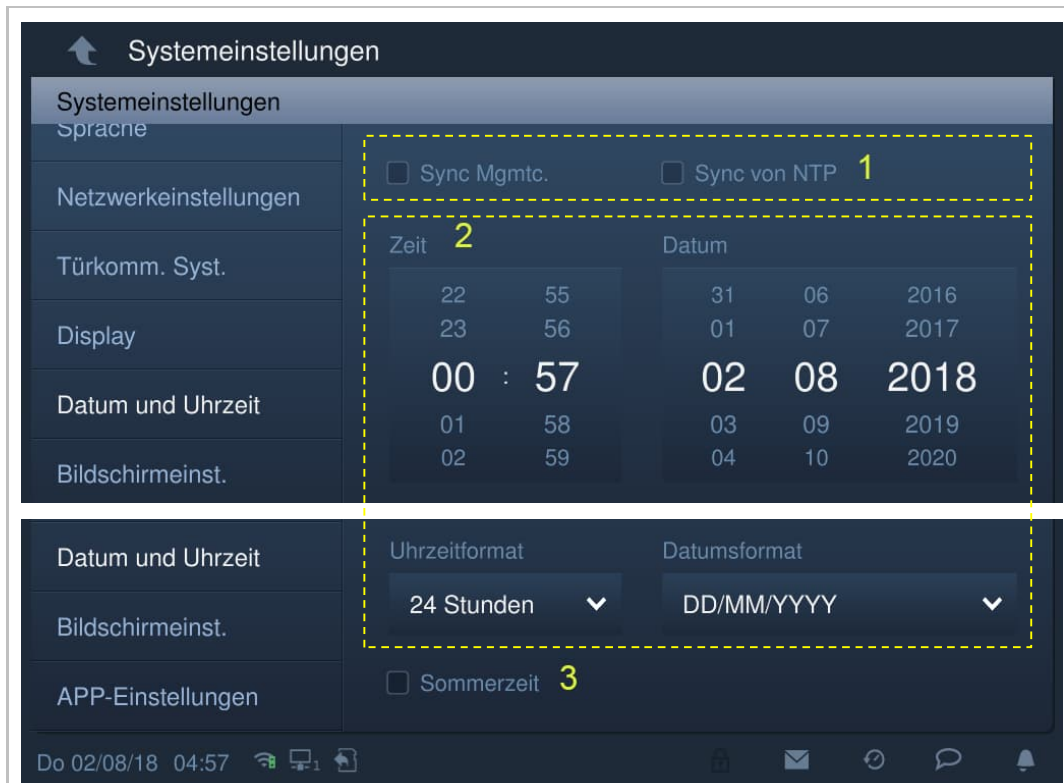 Systemeinstellungen
Systemeinstellungen
Sprache
Netzwerkeinstellungen
Türkomm. Syst.
Display
Datum und Uhrzeit
Bildschirmeinst.
Sync Mgmtc. Sync von NTP 1
Zeit 2 Datum
22 55 31 06 2016
23 56 01 07 2017
00 : 57 02 08 2018
01 58 03 09 2019
02 59 04 10 2020
Datum und Uhrzeit
Bildschirmeinst.
APP-Einstellungen
Uhrzeitformat Datumsformat
24 Stunden DD/MM/YYYY
Sommerzeit 3
Do 02/08/18 04:57 1